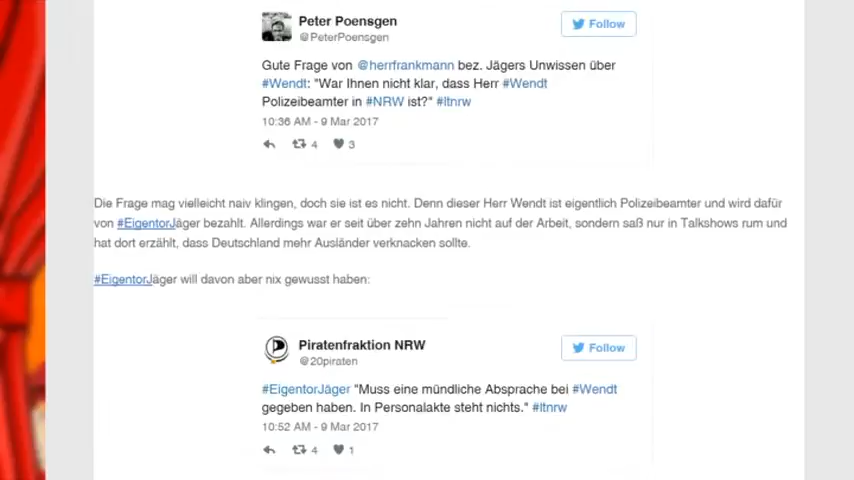 Peter Poensgen
@PeterPoensgen
Follow
Gute Frage von @herrfrankmann bez. Jägers Unwissen über
#Wendt: "War Ihnen nicht klar, dass Herr #Wendt
Polizeibeamter in #NRW ist?" #ltnrw
10:36 AM - 9 Mar 2017
4 3
Die Frage mag vielleicht naiv klingen, doch sie ist es nicht. Denn dieser Herr Wendt ist eigentlich Polizeibeamter und wird dafür
von #EigentorJäger bezahlt. Allerdings war er seit über zehn Jahren nicht auf der Arbeit, sondern saß nur in Talkshows rum und
hat dort erzählt, dass Deutschland mehr Ausländer verknacken sollte.
#EigentorJäger will davon aber nix gewusst haben:
Piratenfraktion NRW
@20piraten
Follow
#EigentorJäger "Muss eine mündliche Absprache bei #Wendt
gegeben haben. In Personalakte steht nichts." #ltnrw
10:52 AM - 9 Mar 2017
4 1